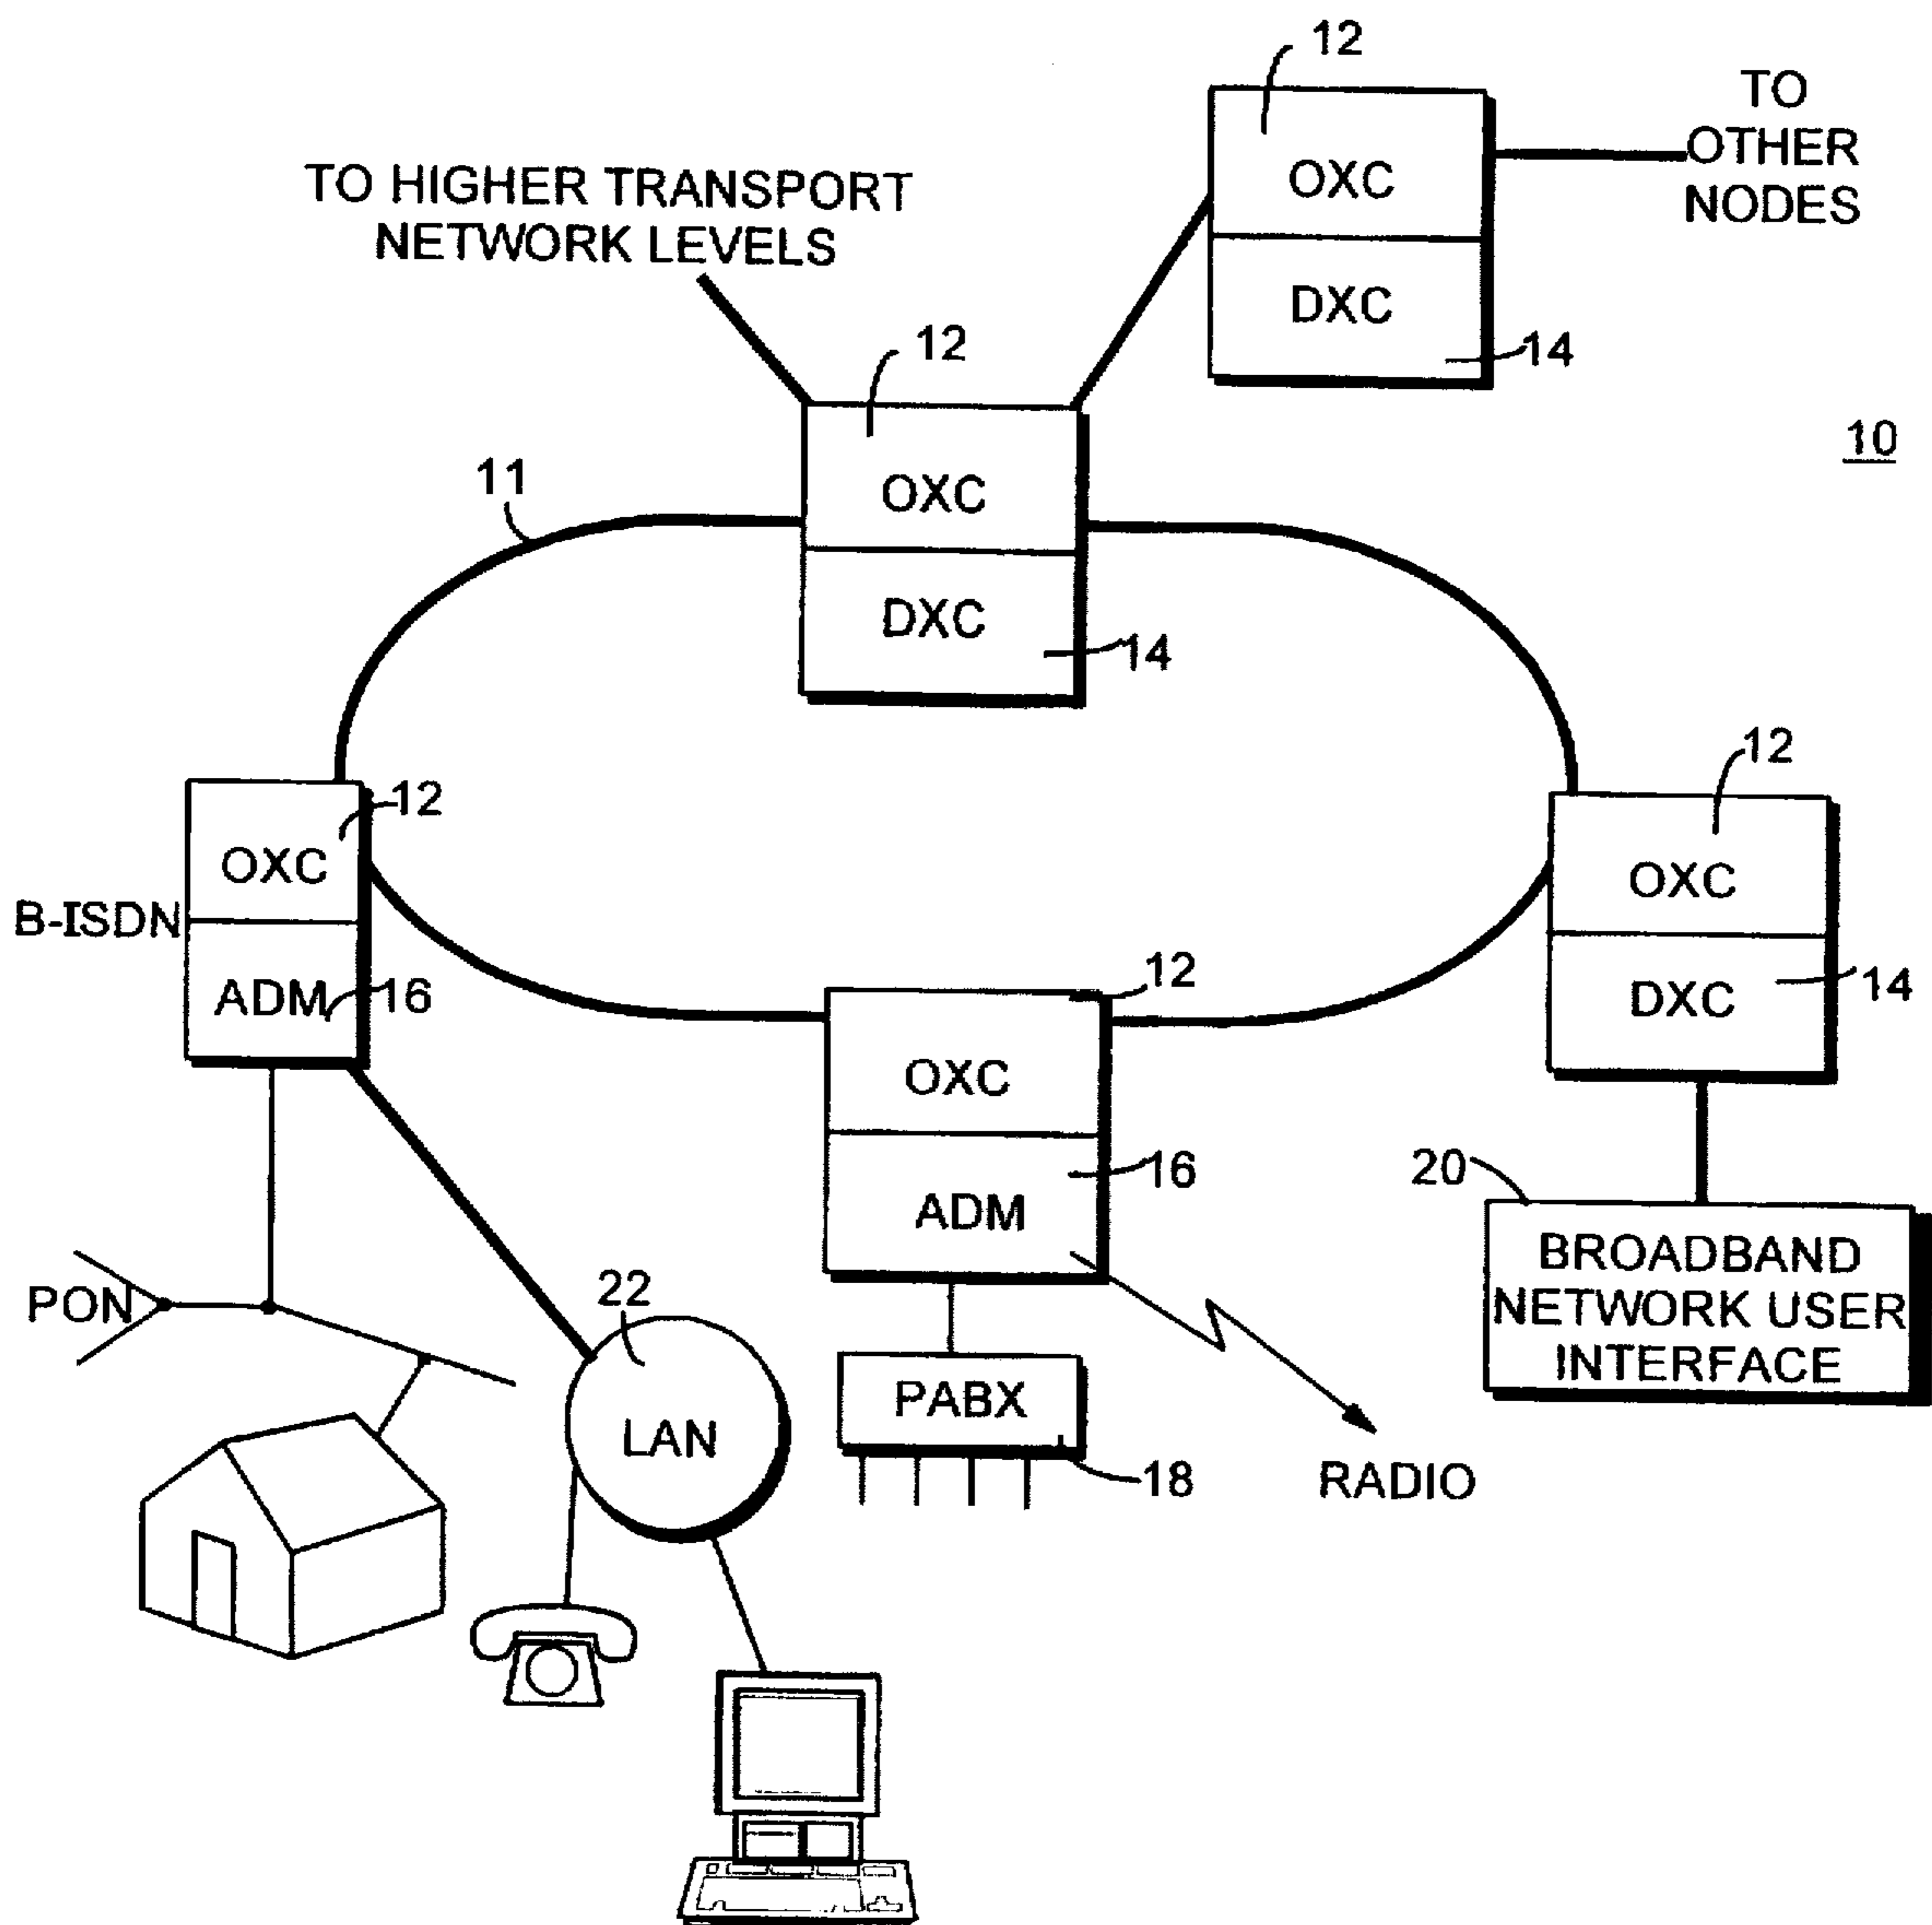 12
TO
OTHER
NODES
OXC
TO HIGHER TRANSPORT
NETWORK LEVELS
DXC
14
12
10
11
OXC
DXC
14
12
12
OXC
OXC
B-ISDN
12
ADM
16
DXC
14
OXC
16
20
ADM
BROADBAND
NETWORK USER
INTERFACE
22
PON
PABX
LAN
18
RADIO